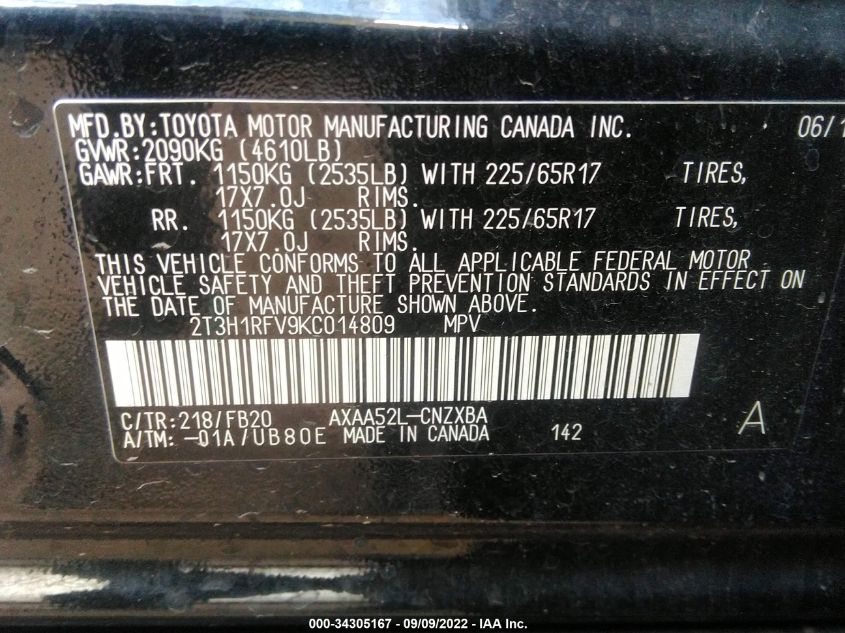 MFD.BY:TOYOTA MOTOR MANUFACTURING CANADA INC. 06/1
GVWR:2090KG (4610LB)
GAWR:FRT. 1150KG (2535LB) WITH 225/65R17 TIRES,
17X7.0J RIMS.
RR. 1150KG (2535LB) WITH 225/65R17 TIRES,
17X7.0J RIMS.
THIS VEHICLE CONFORMS TO ALL APPLICABLE FEDERAL MOTOR
VEHICLE SAFETY AND THEFT PREVENTION STANDARDS IN EFFECT ON
THE DATE OF MANUFACTURE SHOWN ABOVE.
2T3H1RFV9KC014809 MPV
C/TR:218/FB20 AXAA52L-CNZXBA
A/TM:-01A/UB80E MADE IN CANADA 142 A
000-34305167 - 09/09/2022 - IAA Inc.